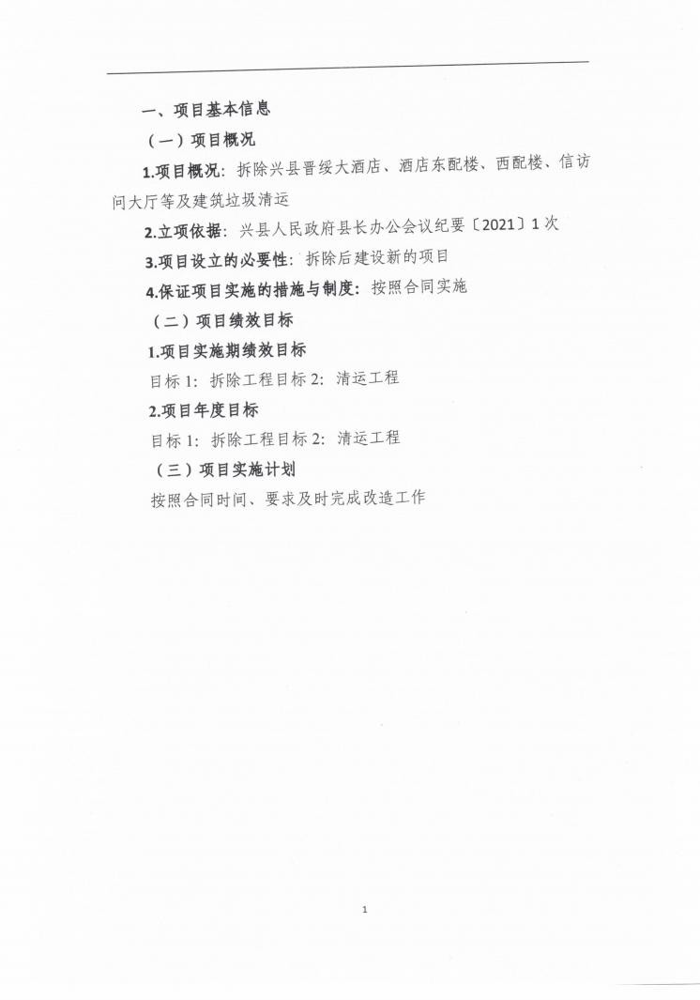 一、项目基本信息
（一）项目概况
1.项目概况：拆除兴县晋绥大酒店、酒店东配楼、西配楼、信访
问大厅等及建筑垃圾清运
2.立项依据：兴县人民政府县长办公会议纪要〔2021〕1次
3.项目设立的必要性：拆除后建设新的项目
4.保证项目实施的措施与制度：按照合同实施
（二）项目绩效目标
1.项目实施期绩效目标
目标 1：拆除工程目标 2：清运工程
2.项目年度目标
目标 1：拆除工程目标 2：清运工程
（三）项目实施计划
按照合同时间、要求及时完成改造工作
1